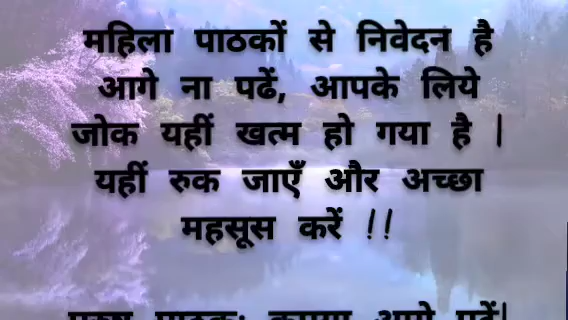 महिला पाठकों से निवेदन है
आगे ना पढें, आपके लिये
जोक यहीं खत्म हो गया है |
यहीं रुक जाएँ और अच्छा
महसूस करें !!